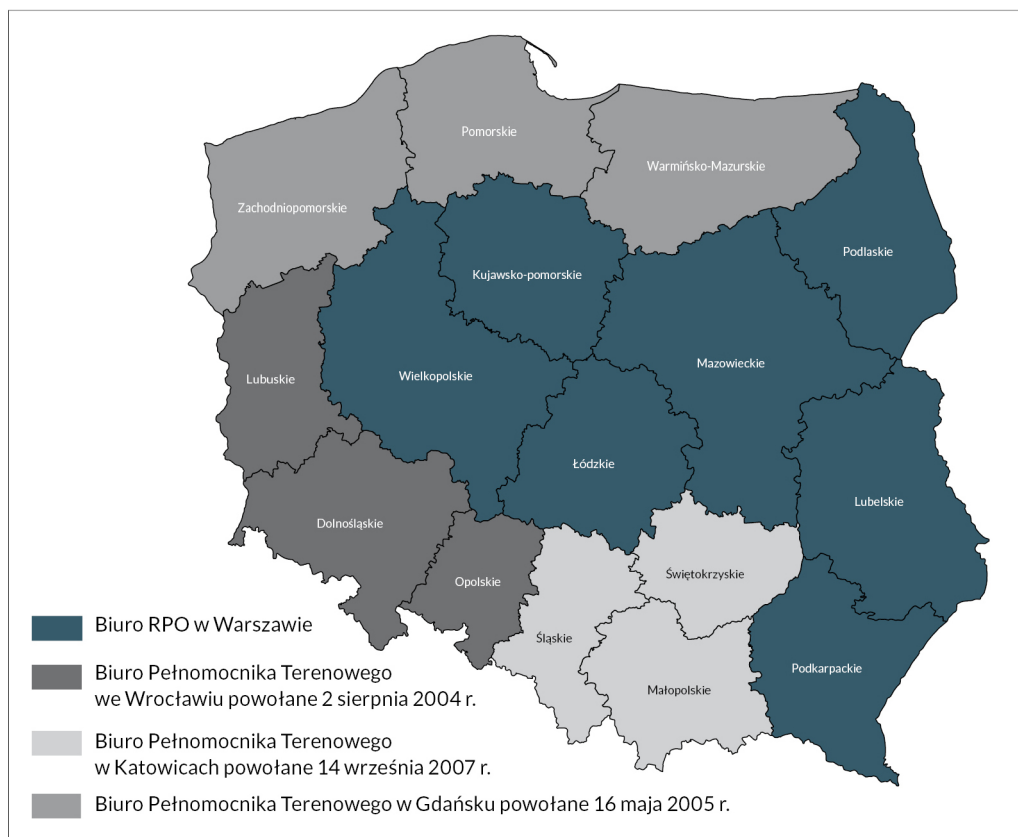 Pomorskie
Warmińsko-Mazurskie
Zachodniopomorskie
Podlaskie
Kujawsko-pomorskie
Mazowieckie
Wielkopolskie
Lubuskie
Łódzkie
Lubelskie
Dolnośląskie
Świętokrzyskie
Opolskie
Śląskie
Podkarpackie
Małopolskie
Biuro RPO w Warszawie
Biuro Pełnomocnika Terenowego
we Wrocławiu powołane 2 sierpnia 2004 r.
Biuro Pełnomocnika Terenowego
w Katowicach powołane 14 września 2007 r.
Biuro Pełnomocnika Terenowego w Gdańsku powołane 16 maja 2005 r.